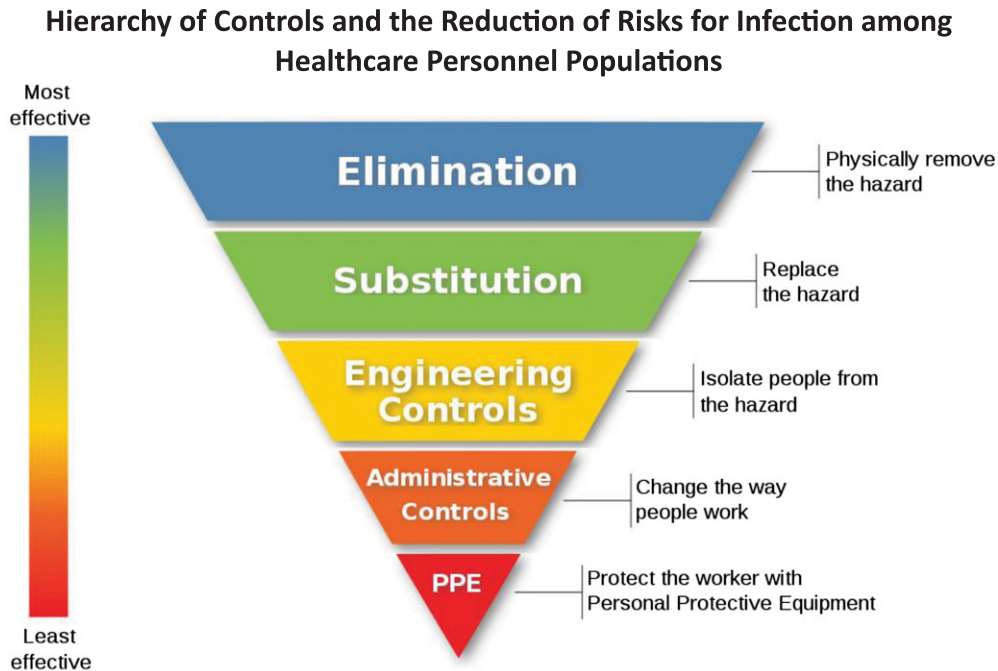 Hierarchy of Controls and the Reduction of Risks for Infection among
Healthcare Personnel Populations
Most
effective
Elimination
Physically remove
the hazard
Substitution
Replace
the hazard
Engineering
Controls
Isolate people from
the hazard
Administrative
Controls
Change the way
people work
PPE
Protect the worker with
Personal Protective Equipment
Least
effective